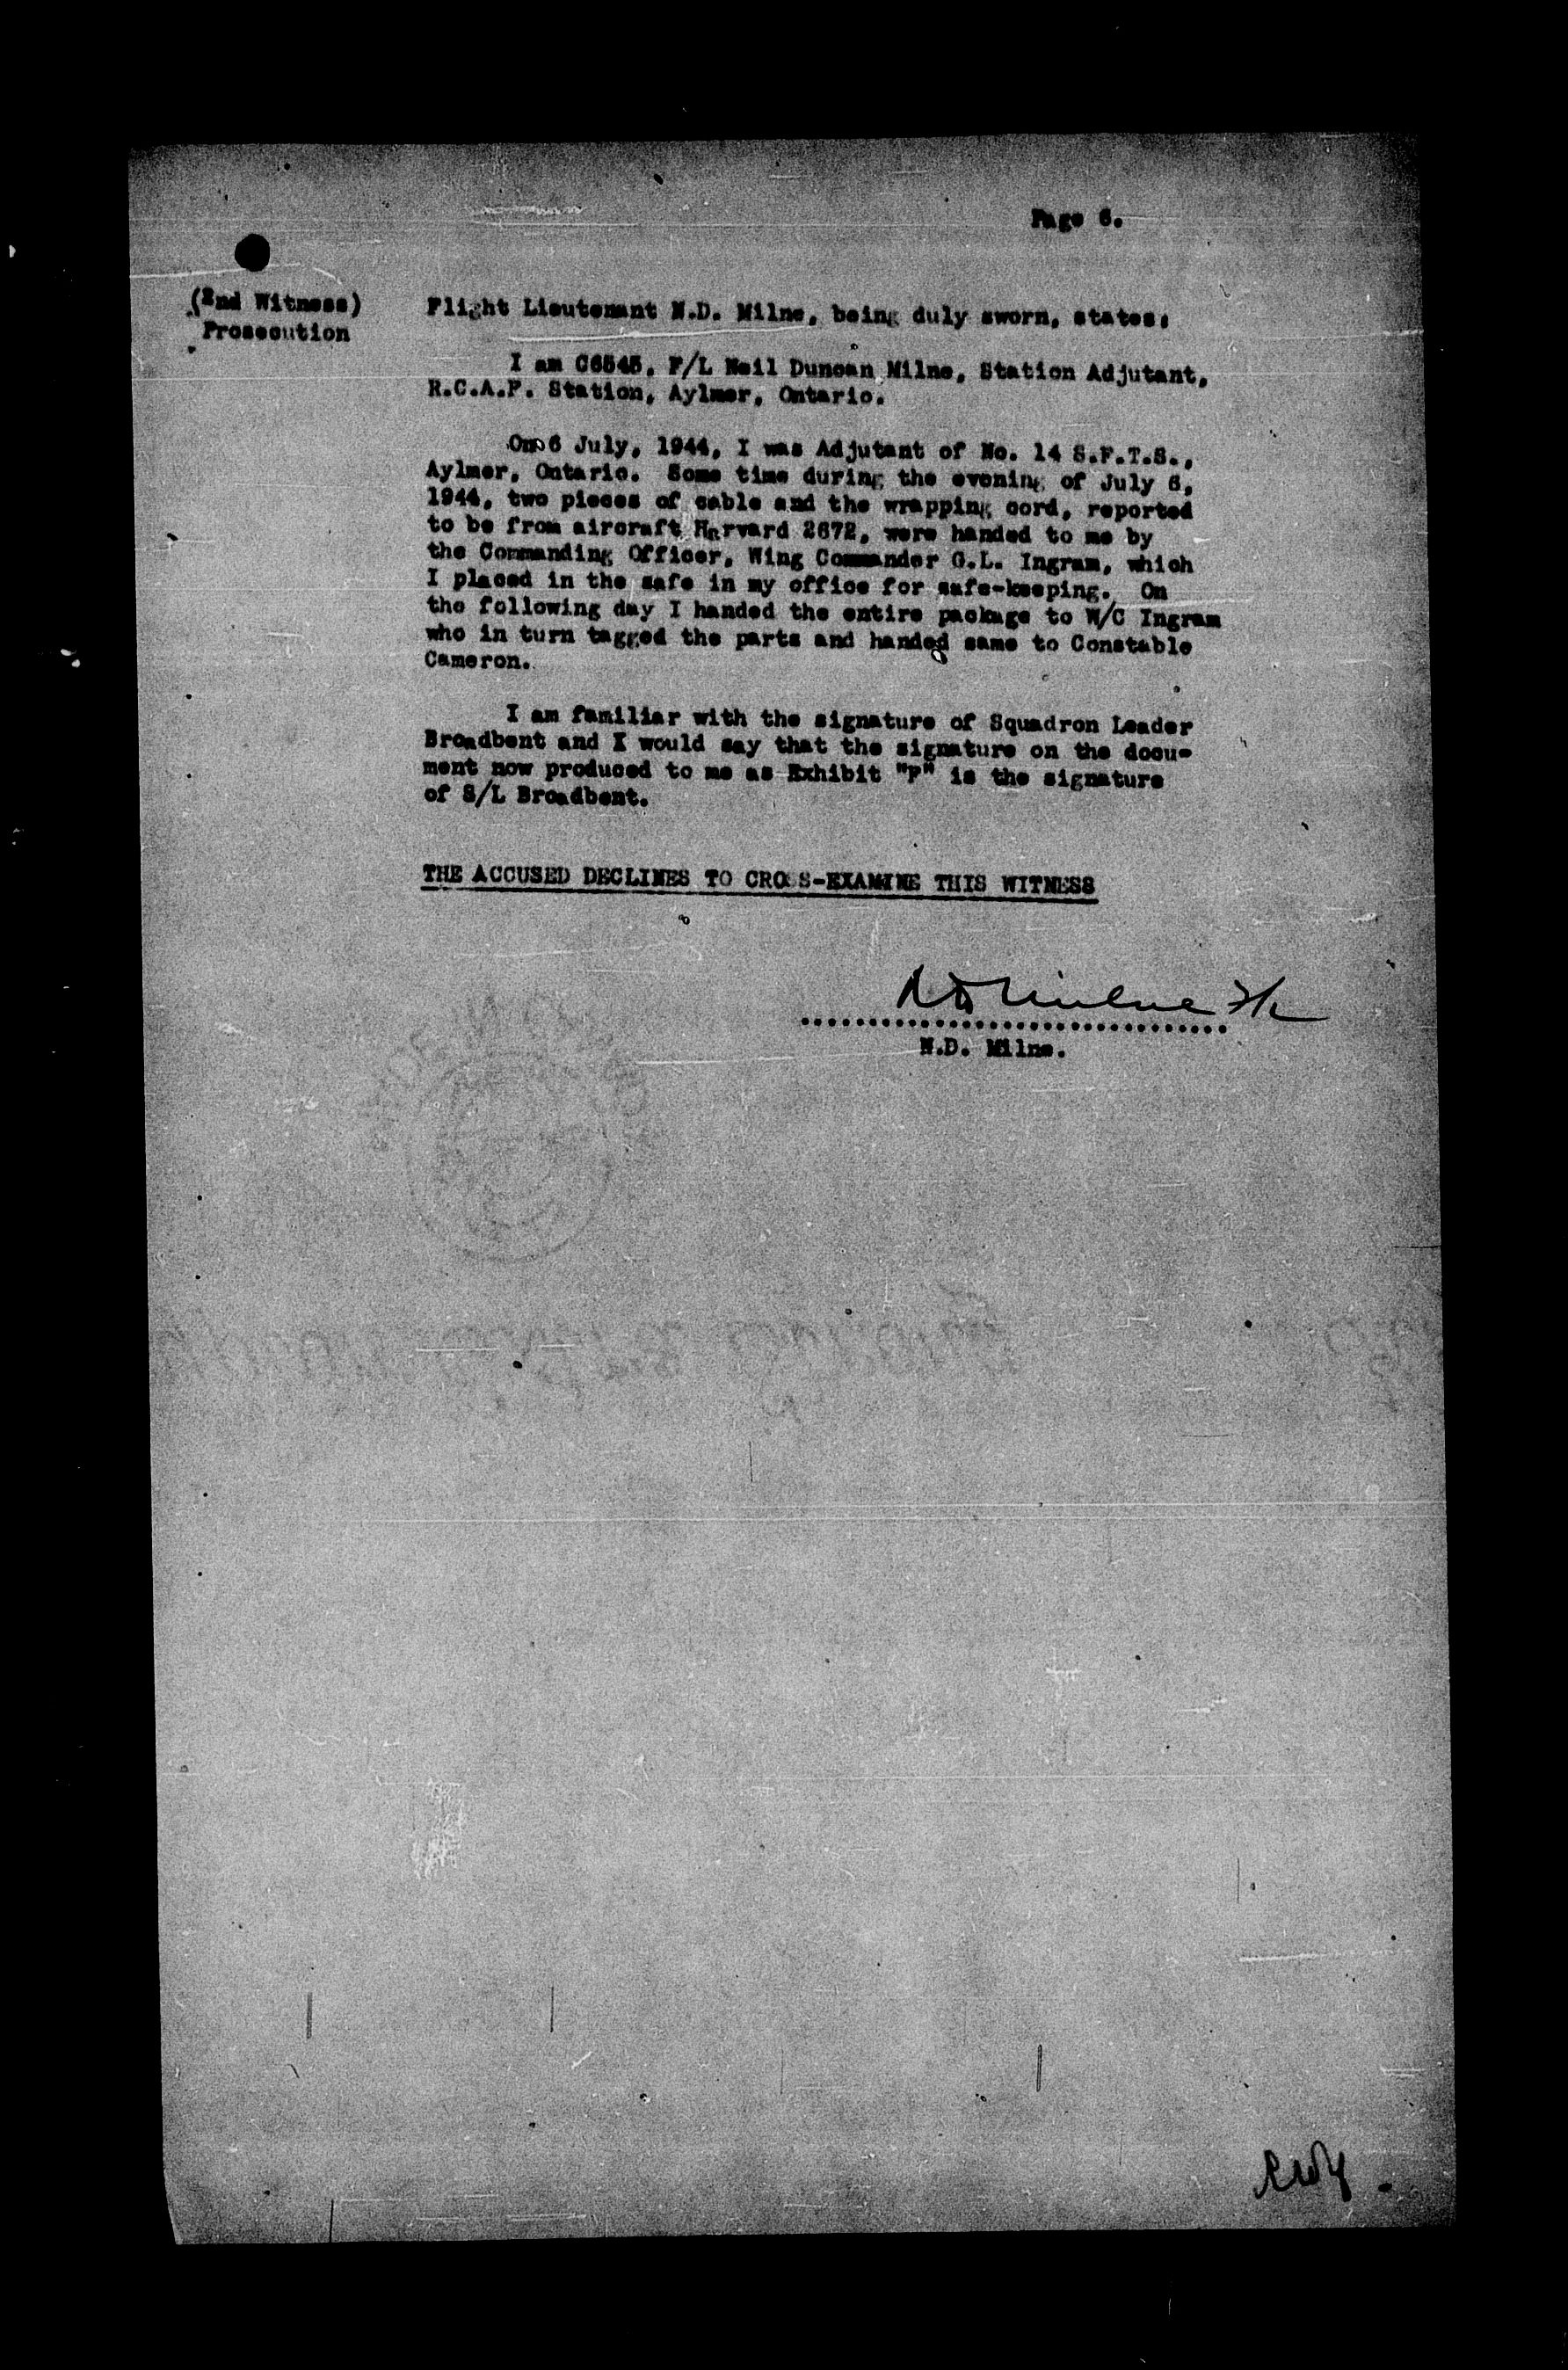 Page 6.
(2nd Witness)
Prosecution
Flight Lieutenant N.D. Milne, being duly sworn, states:
I am C6545, F/L Neil Duncan Milne, Station Adjutant,
R.C.A.F. Station, Aylmer, Ontario.
On 6 July, 1944, I was Adjutant of No. 14 S.F.T.S.,
Aylmer, Ontario. Some time during the evening of July 6,
1944, two pieces of cable and the wrapping cord, reported
to be from aircraft Harvard 2672, were handed to me by
the Commanding Officer, Wing Commander G.L. Ingram, which
I placed in the safe in my office for safe-keeping. On
the following day I handed the entire package to W/C Ingram
who in turn tagged the parts and handed same to Constable
Cameron.
I am familiar with the signature of Squadron Leader
Broadbent and I would say that the signature on the docu-
ment now produced to me as Exhibit "F" is the signature
of S/L Broadbent.
THE ACCUSED DECLINES TO CROSS-EXAMINE THIS WITNESS
ND Milne F/L
N.D. Milne.